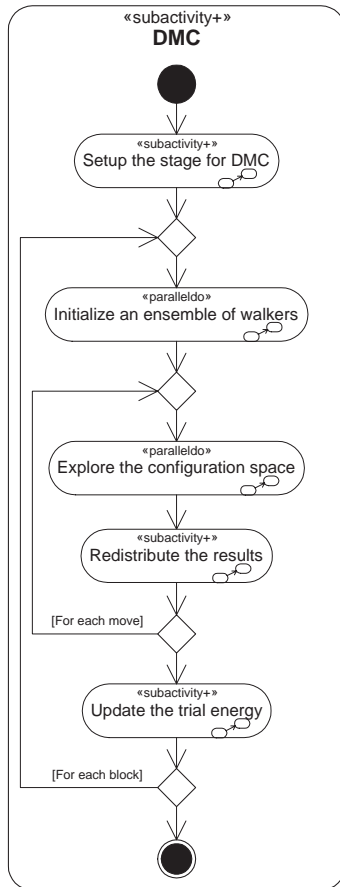 «subactivity+»
DMC
«subactivity+»
Setup the stage for DMC
«paralleldo»
Initialize an ensemble of walkers
«paralleldo»
Explore the configuration space
«subactivity+»
Redistribute the results
[For each move]
«subactivity+»
Update the trial energy
[For each block]